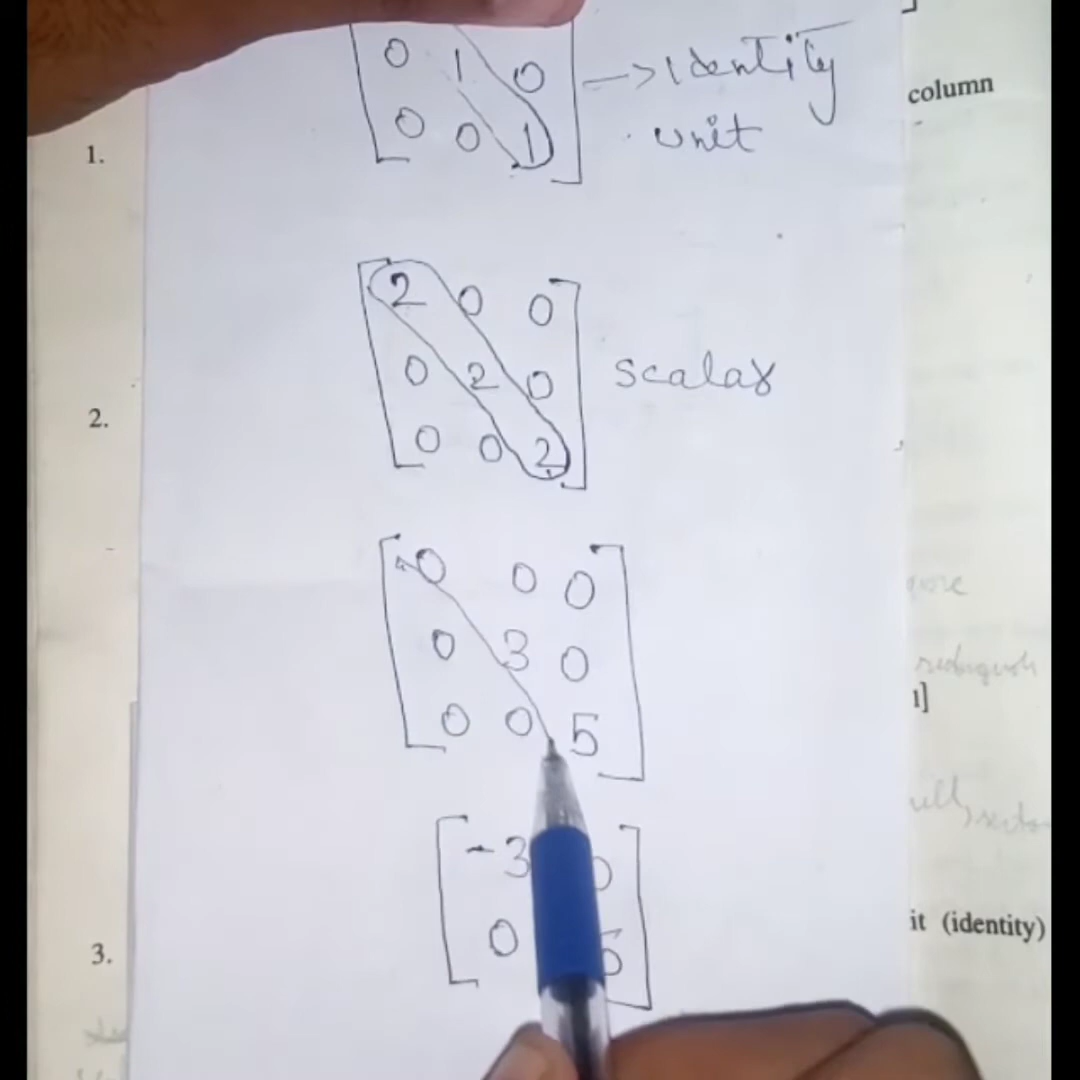 0 1 0 → Identity
0 0 1 unit
column
1.
2 0 0
0 2 0 scalar
0 0 2
2.
0 0 0
0 3 0
0 0 5
1]
-3 0
0
3.
it (identity)